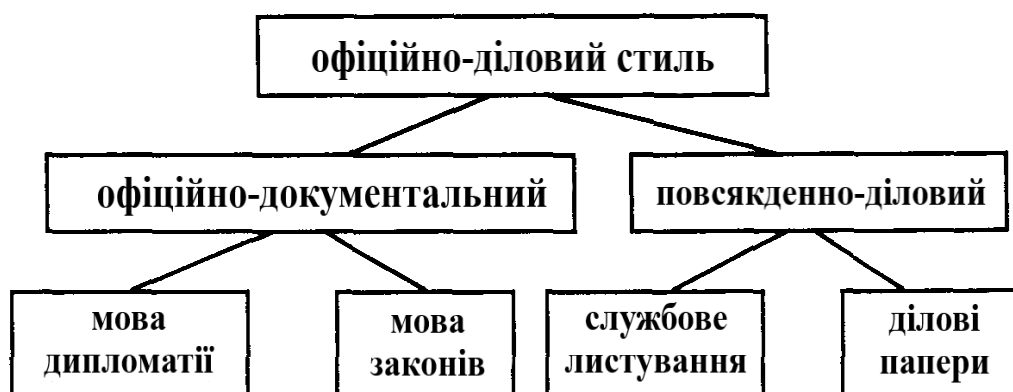 офіційно-діловий стиль
офіційно-документальний
повсякденно-діловий
мова
дипломатії
мова
законів
службове
листування
ділові
папери